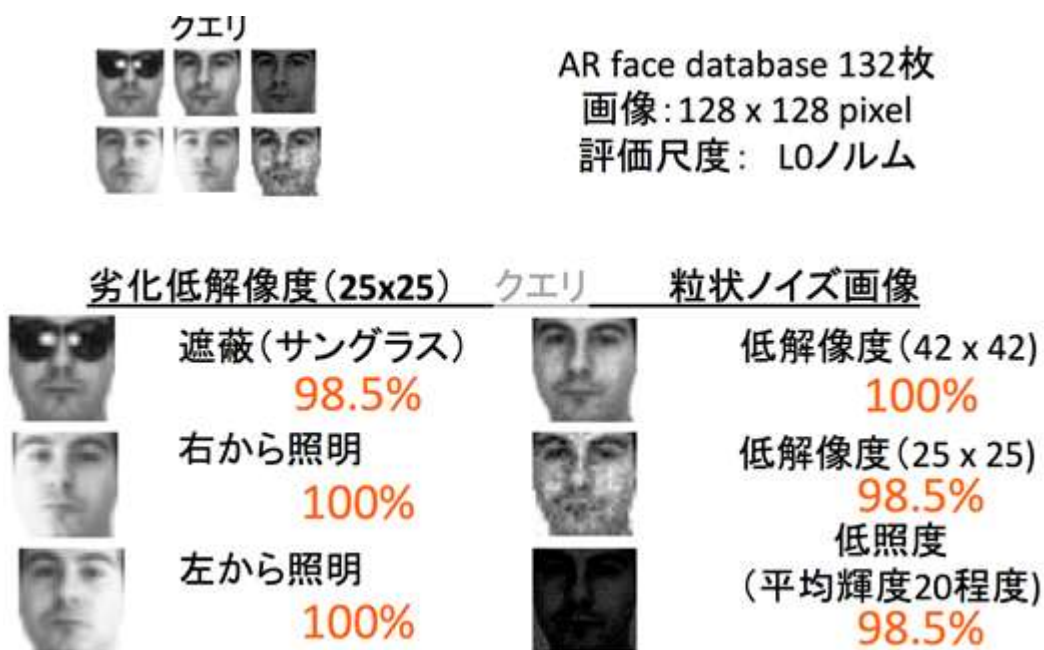 クエリ
AR face database 132枚
画像：128 x 128 pixel
評価尺度： L0ノルム
劣化低解像度（25x25） クエリ 粒状ノイズ画像
遮蔽（サングラス）
98.5%
右から照明
100%
左から照明
100%
低解像度（42 x 42)
100%
低解像度（25 x 25)
98.5%
低照度
（平均輝度20程度)
98.5%